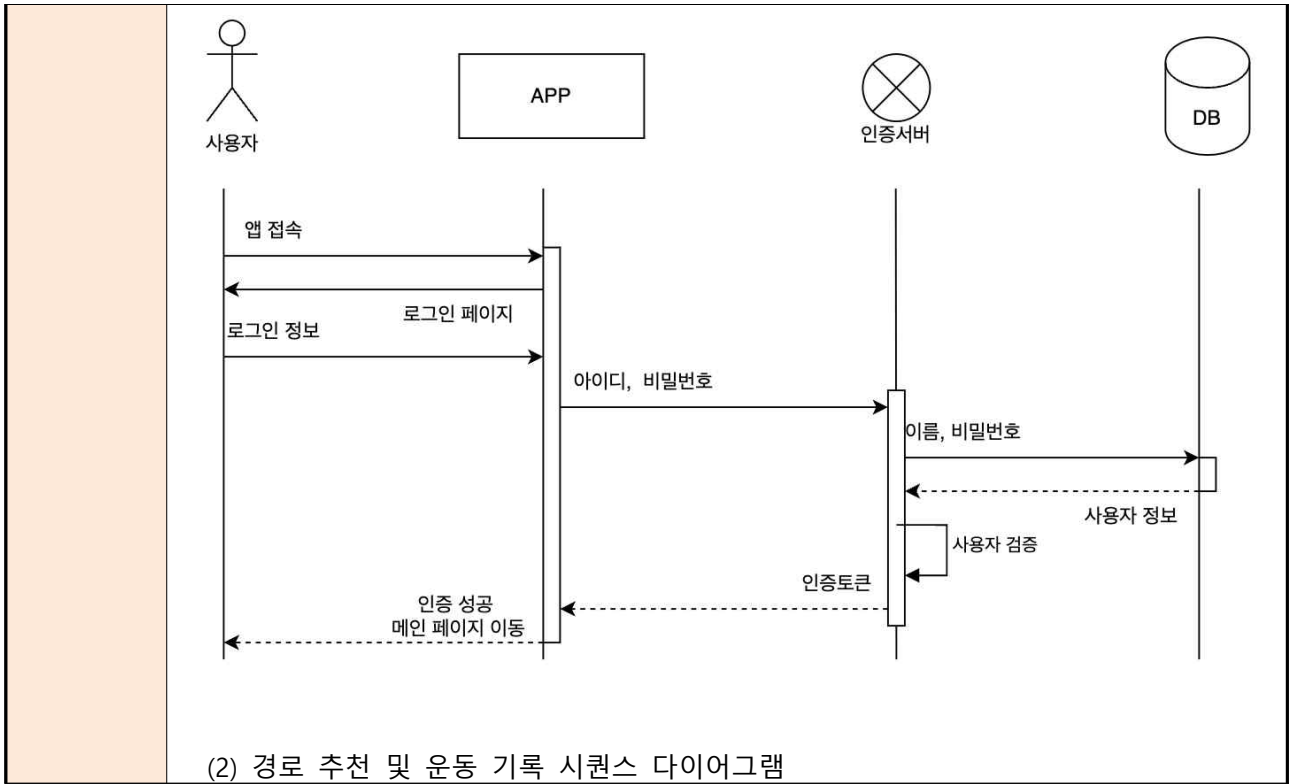 사용자
APP
인증서버
DB
앱 접속
로그인 페이지
로그인 정보
아이디, 비밀번호
이름, 비밀번호
사용자 정보
사용자 검증
인증토큰
인증 성공
메인 페이지 이동
(2) 경로 추천 및 운동 기록 시퀀스 다이어그램